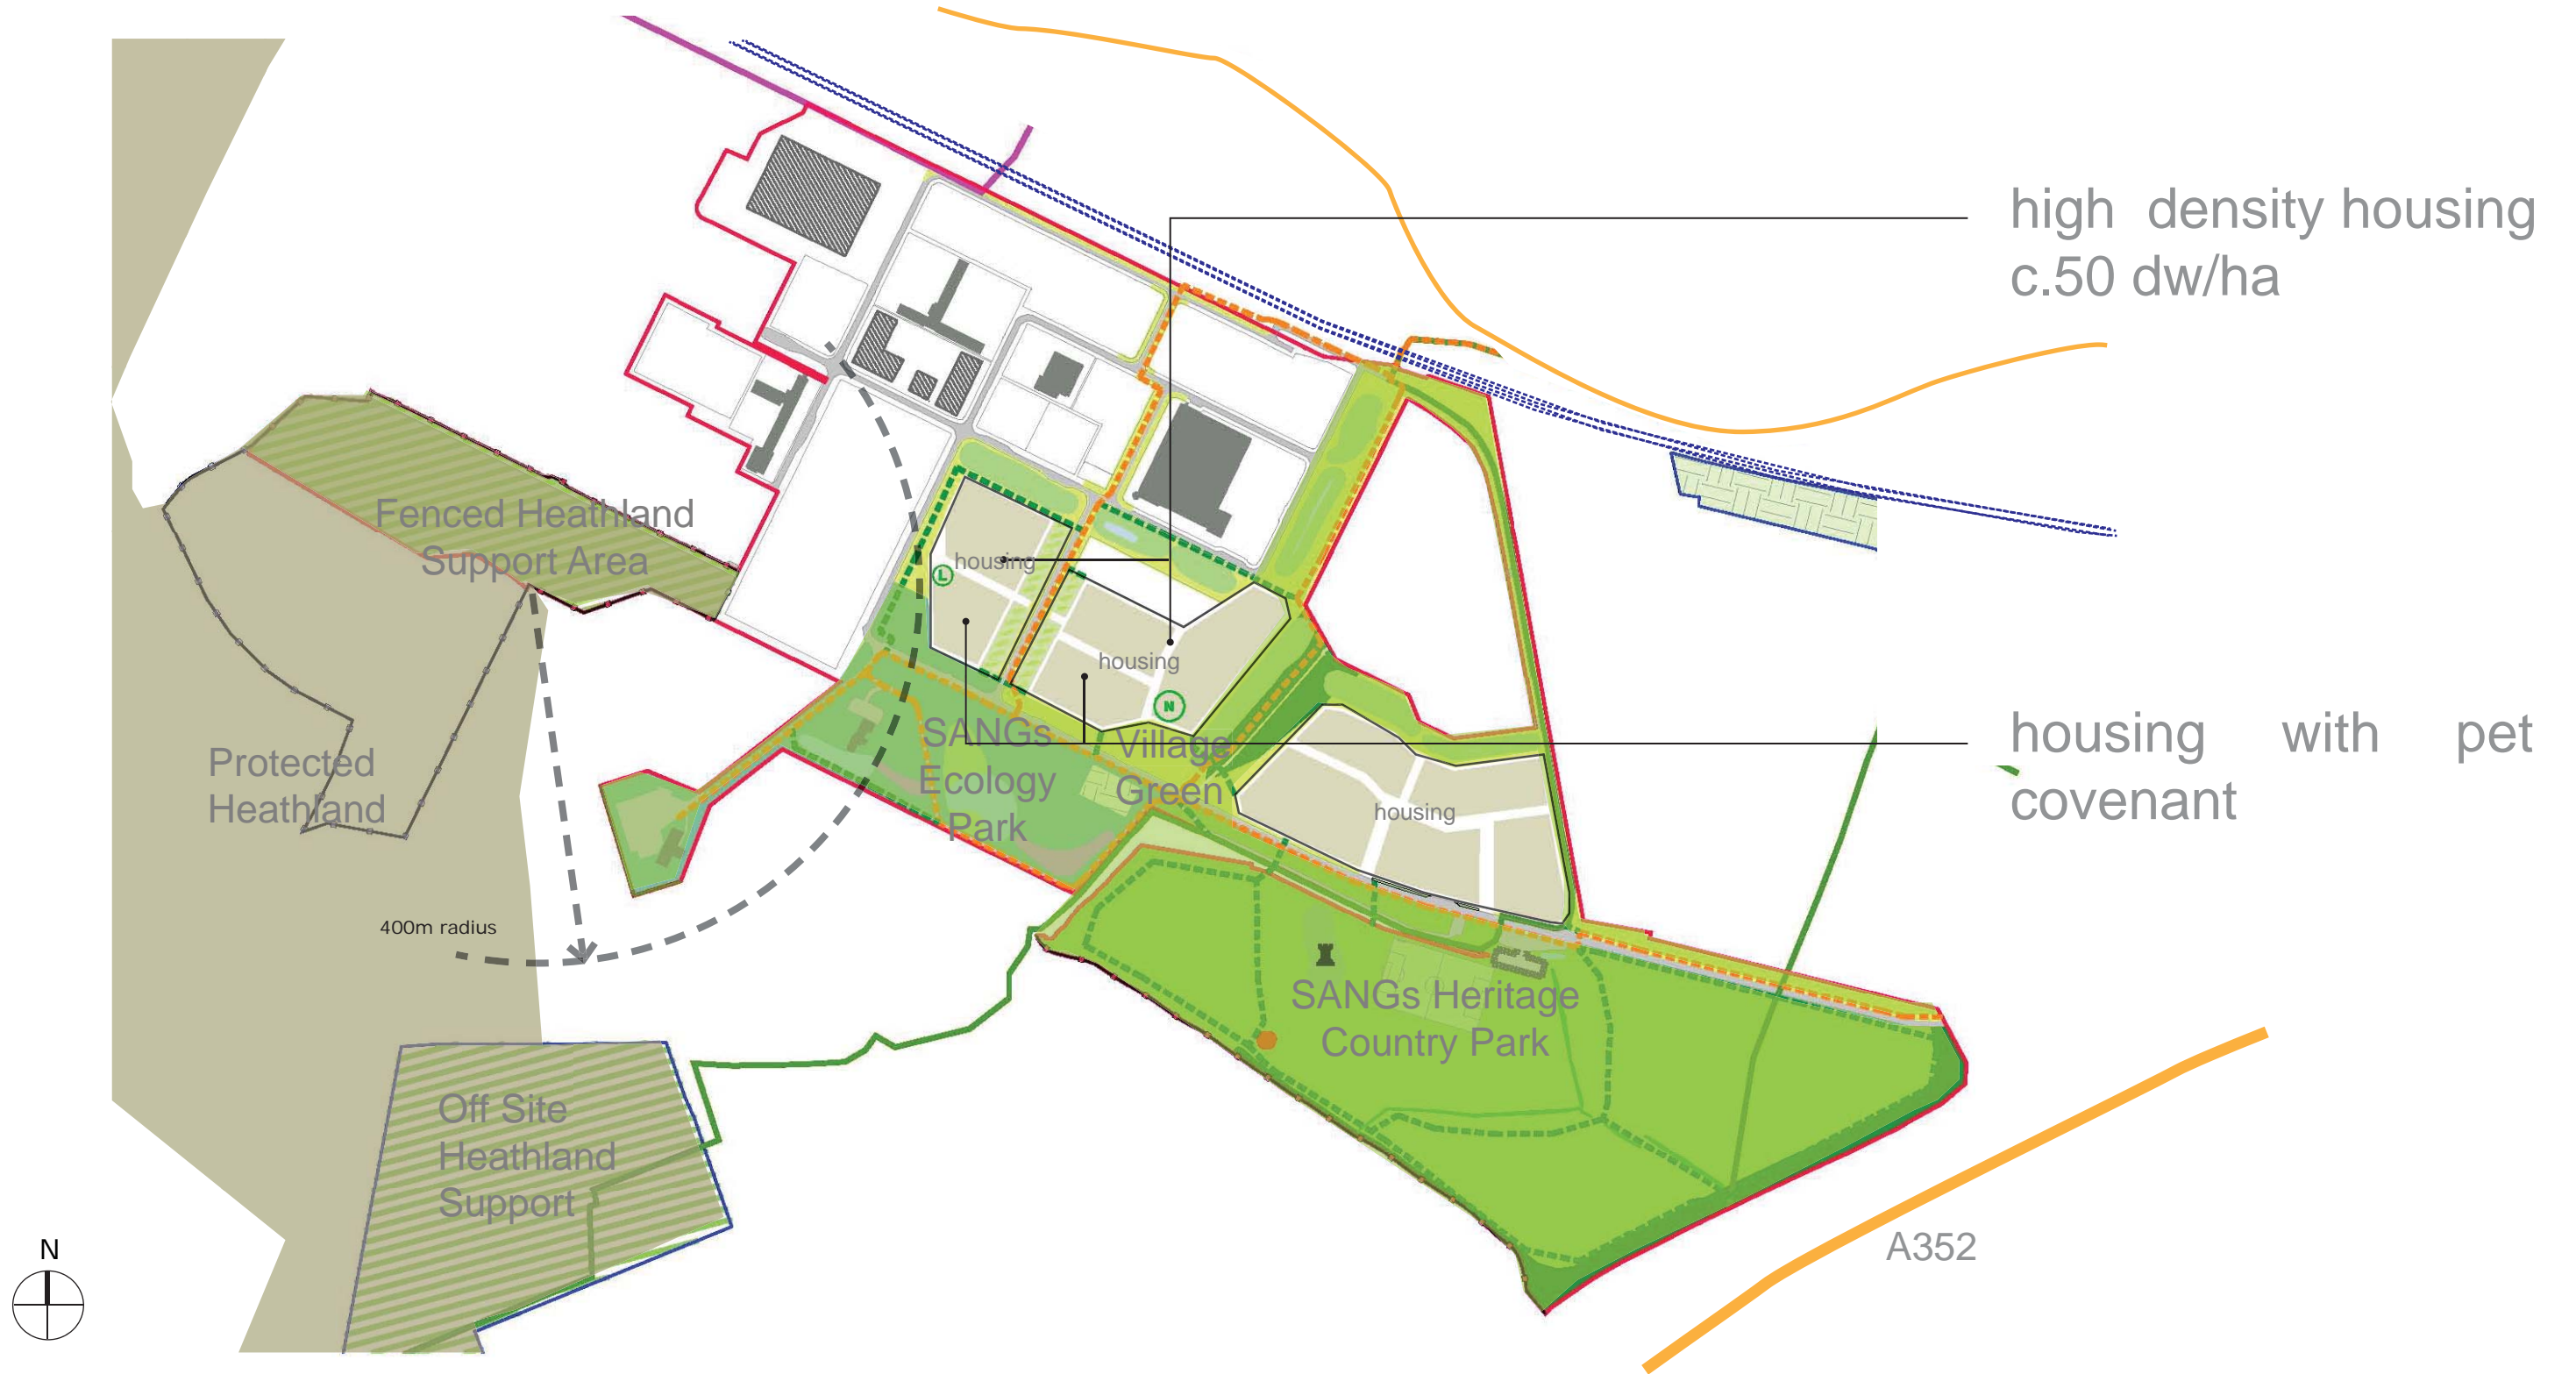 high density housing
c.50 dw/ha
Fenced Heathland
Support Area
housing
L
housing
N
SANGs
Ecology
Park
Village
Green
housing with pet
covenant
Protected
Heathland
housing
400m radius
SANGs Heritage
Country Park
Off Site
Heathland
Support
A352
N